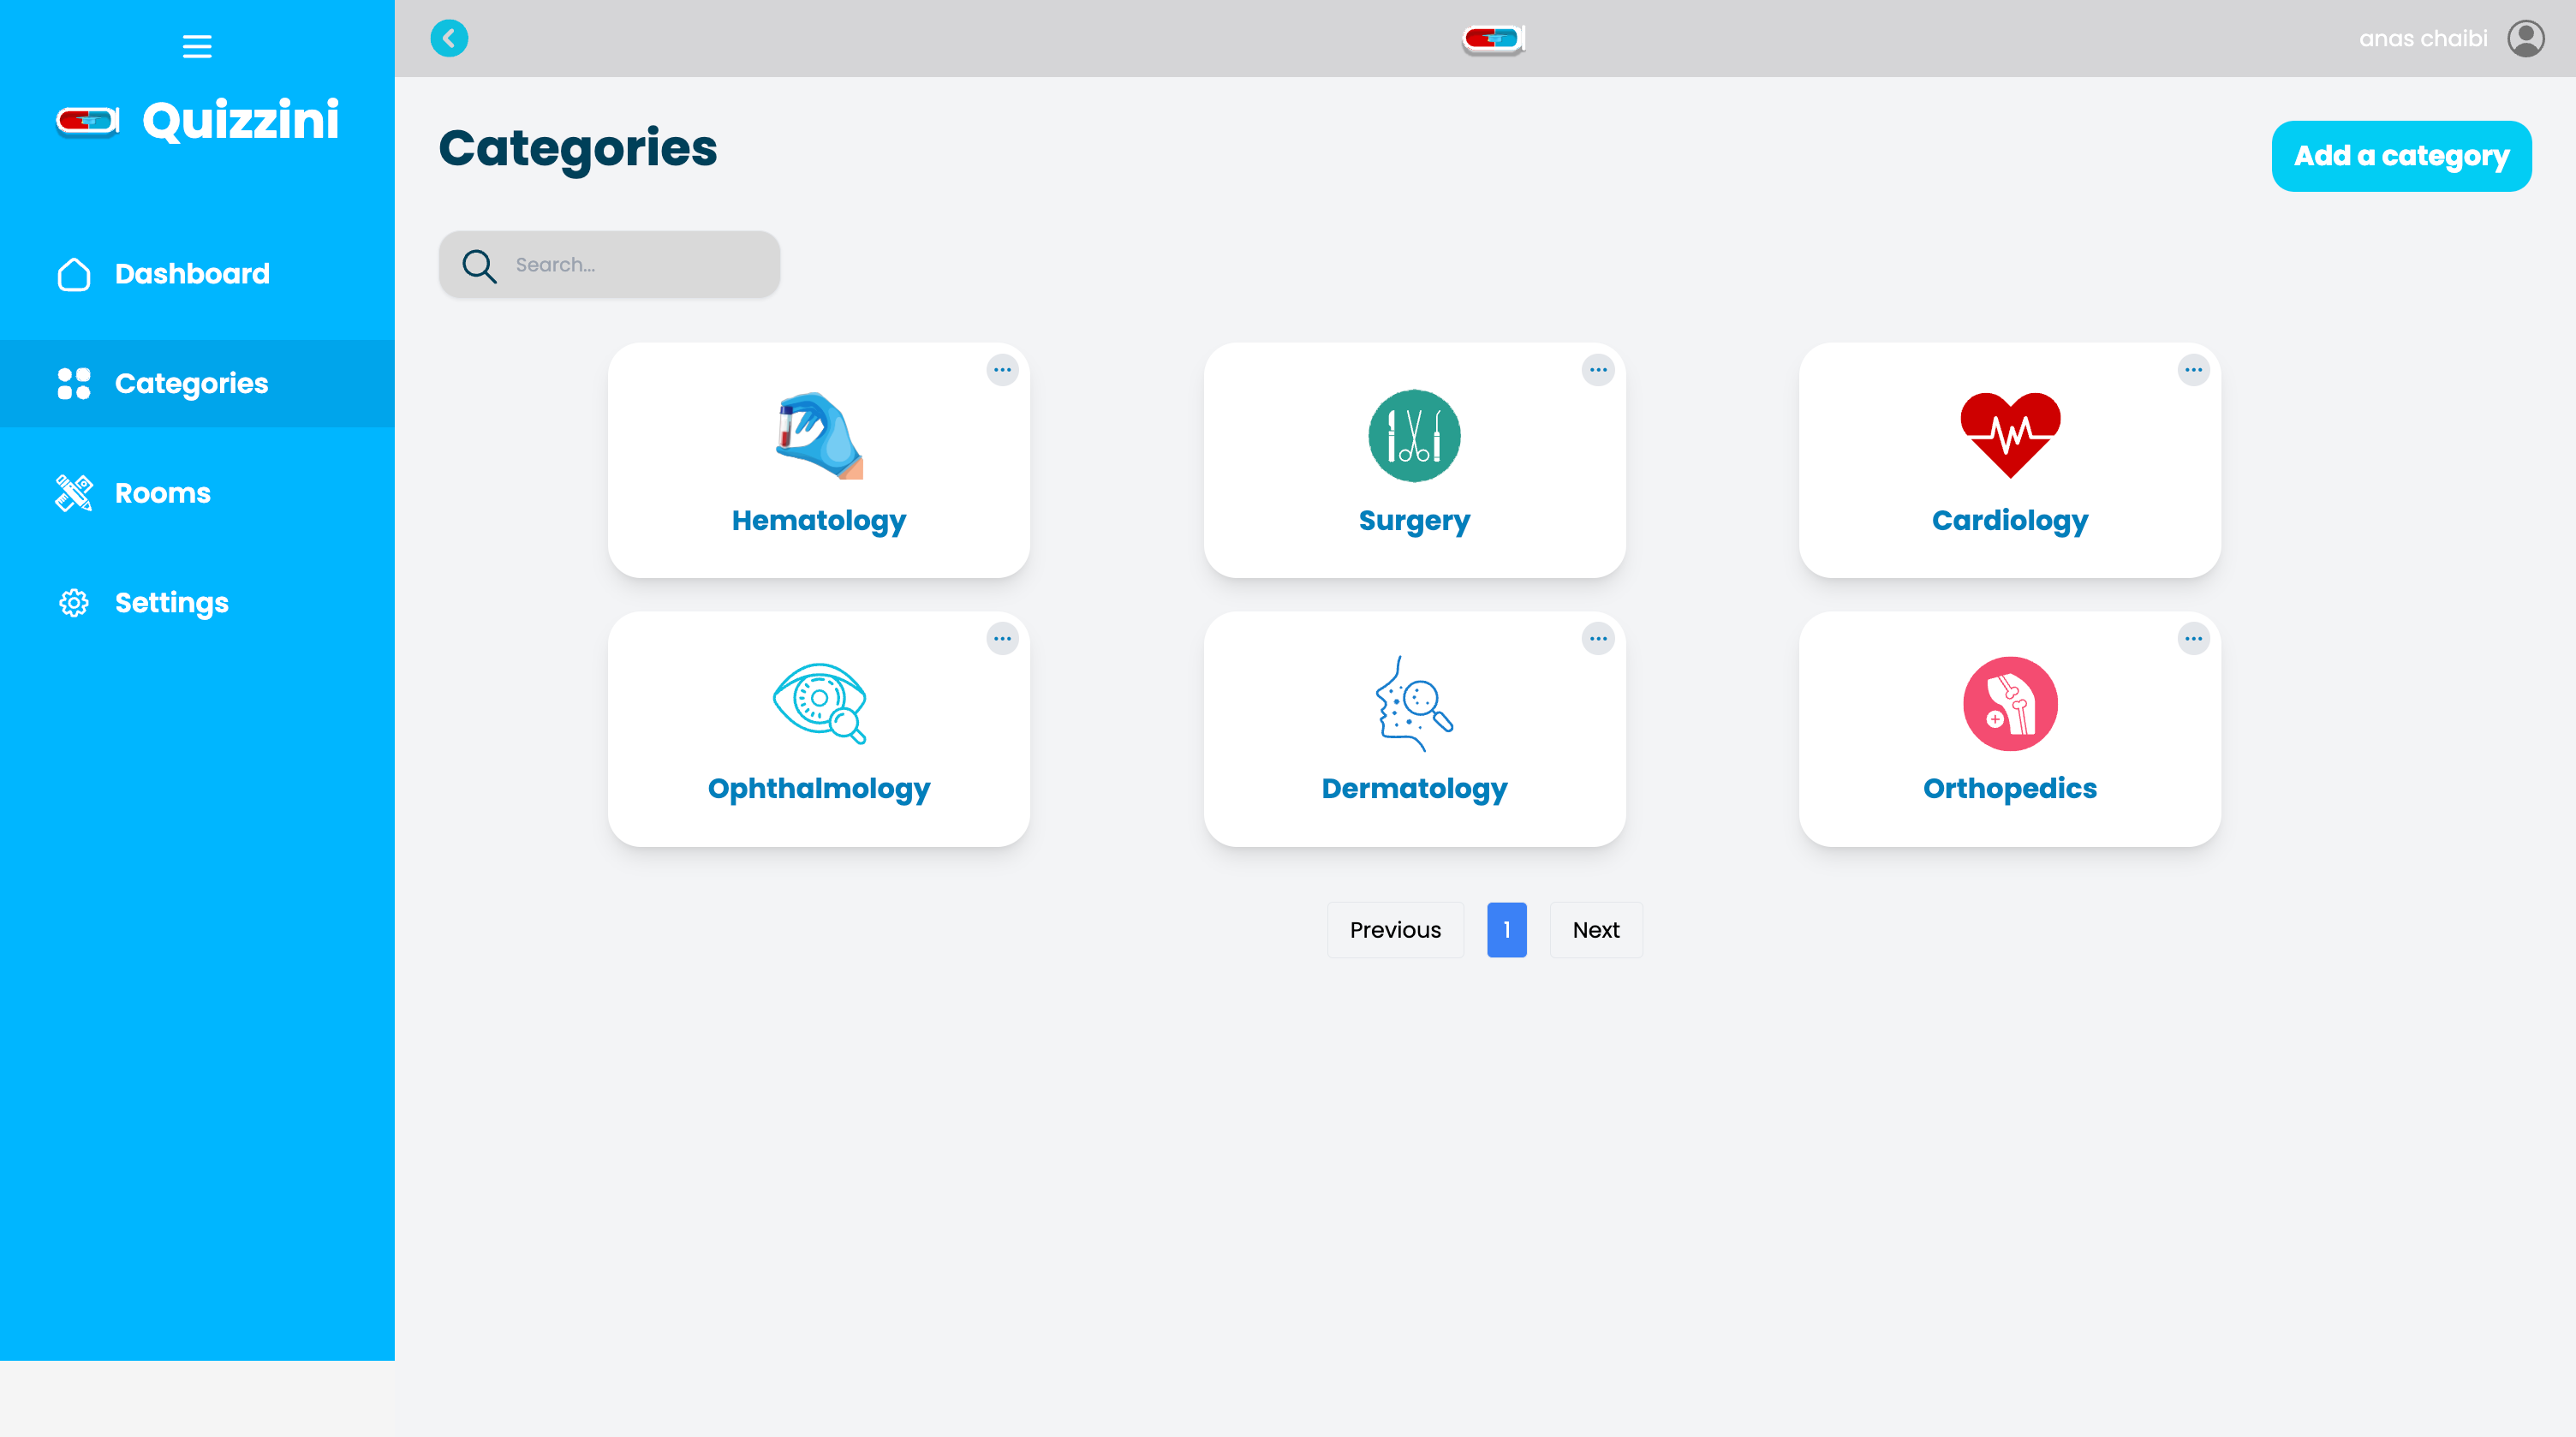 anas chaibi
Quizzini
Dashboard
Categories
Rooms
Settings
Categories
Add a category
Search...
Hematology
Surgery
Cardiology
Ophthalmology
Dermatology
Orthopedics
Previous 1 Next